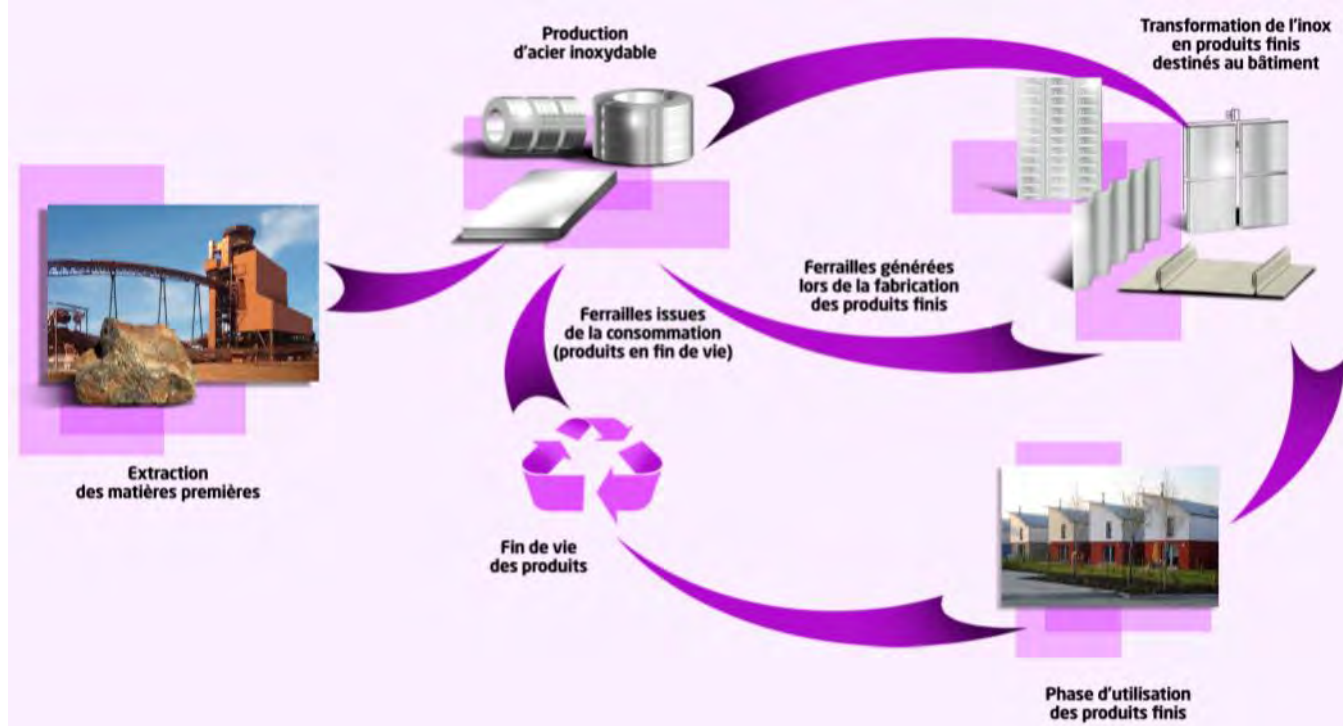 Production
d'acier inoxydable
Transformation de l'inox
en produits finis
destinés au bâtiment
Ferrailles générées
lors de la fabrication
des produits finis
Ferrailles issues
de la consommation
(produits en fin de vie)
Extraction
des matières premières
Fin de vie
des produits
Phase d'utilisation
des produits finis